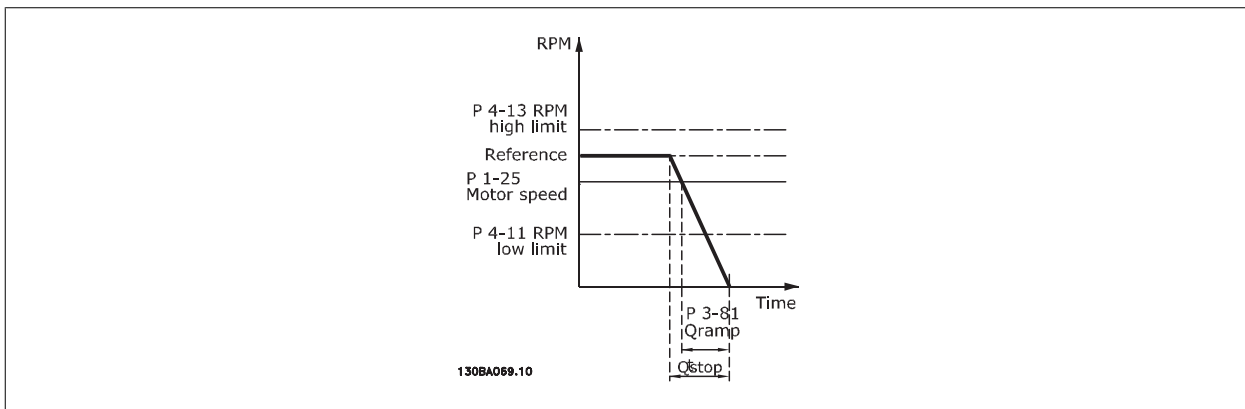 RPM
P 4-13 RPM
high limit
Reference
P 1-25
Motor speed
P 4-11 RPM
low limit
Time
P 3-81
Qramp
Qstop
130BA069.10